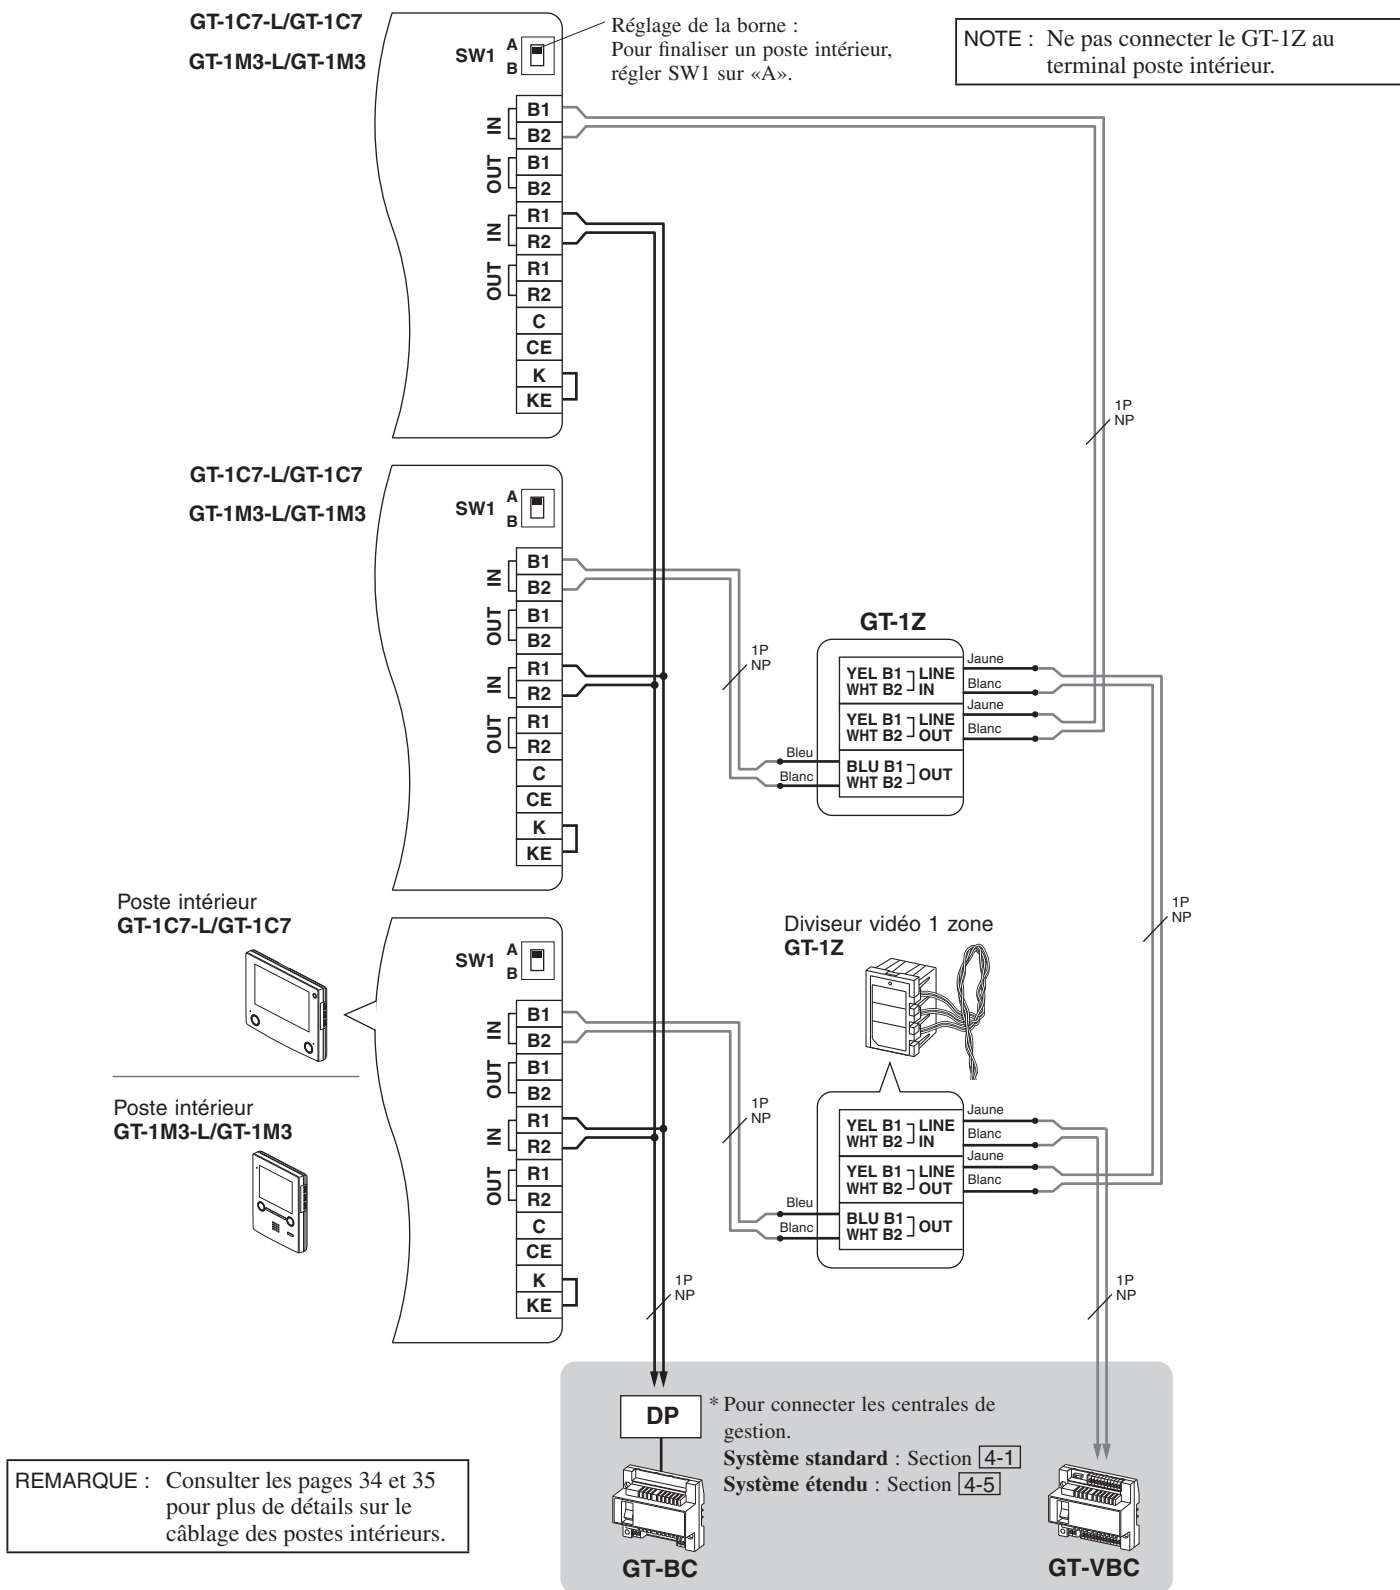 GT-1C7-L/GT-1C7
GT-1M3-L/GT-1M3
SW1 A B
Réglage de la borne :
Pour finaliser un poste intérieur,
régler SW1 sur «A».
NOTE : Ne pas connecter le GT-1Z au
terminal poste intérieur.
IN B1
B2
OUT B1
B2
IN R1
R2
OUT R1
R2
C
CE
K
KE
1P
NP
GT-1C7-L/GT-1C7
GT-1M3-L/GT-1M3
SW1 A B
IN B1
B2
OUT B1
B2
IN R1
R2
OUT R1
R2
C
CE
K
KE
1P
NP
GT-1Z
YEL B1 LINE
WHT B2 IN
YEL B1 LINE
WHT B2 OUT
BLU B1 OUT
WHT B2
Jaune
Blanc
Jaune
Blanc
Bleu
Blanc
1P
NP
Poste intérieur
GT-1C7-L/GT-1C7
Poste intérieur
GT-1M3-L/GT-1M3
SW1 A B
IN B1
B2
OUT B1
B2
IN R1
R2
OUT R1
R2
C
CE
K
KE
1P
NP
Diviseur vidéo 1 zone
GT-1Z
YEL B1 LINE
WHT B2 IN
YEL B1 LINE
WHT B2 OUT
BLU B1 OUT
WHT B2
Jaune
Blanc
Jaune
Blanc
Bleu
Blanc
1P
NP
1P
NP
DP
* Pour connecter les centrales de
gestion.
Système standard : Section 4-1
Système étendu : Section 4-5
GT-BC
GT-VBC
REMARQUE : Consulter les pages 34 et 35
pour plus de détails sur le
câblage des postes intérieurs.